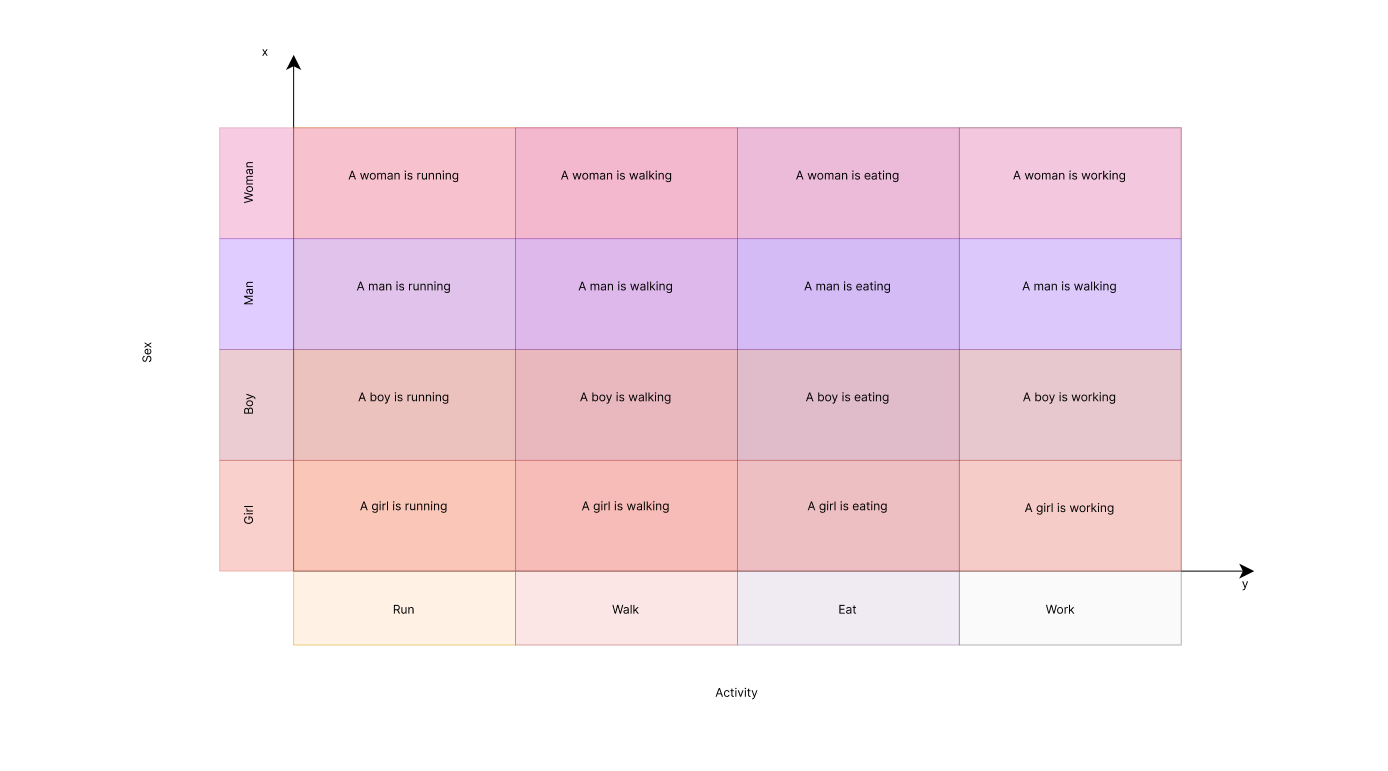 x
Woman
A woman is running
A woman is walking
A woman is eating
A woman is working
Man
A man is running
A man is walking
A man is eating
A man is walking
Sex
Boy
A boy is running
A boy is walking
A boy is eating
A boy is working
Girl
A girl is running
A girl is walking
A girl is eating
A girl is working
y
Run
Walk
Eat
Work
Activity